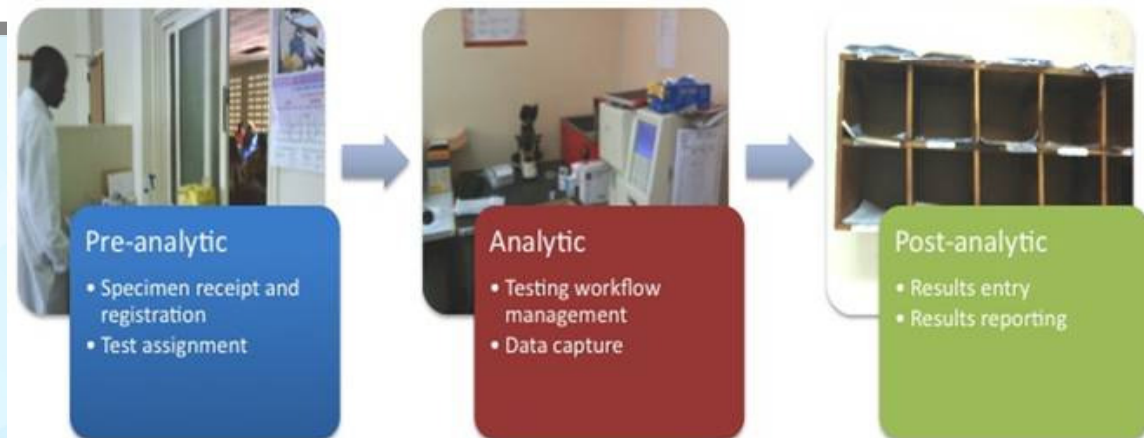 Pre-analytic
• Specimen receipt and
registration
• Test assignment
Analytic
• Testing workflow
management
• Data capture
Post-analytic
• Results entry
• Results reporting